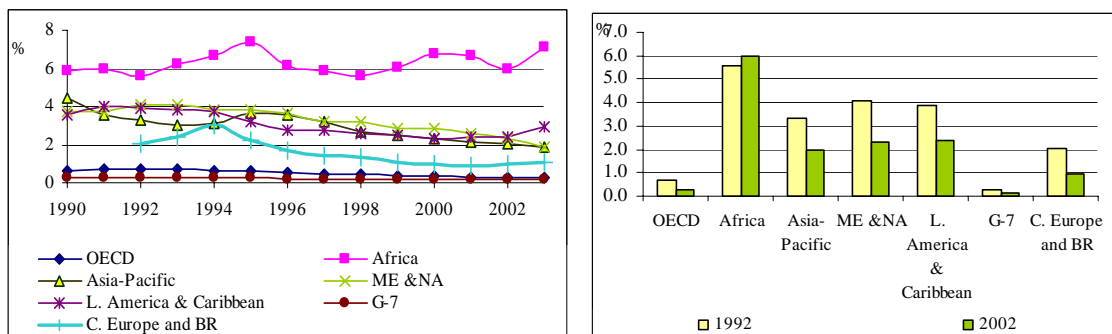 8
%
6
4
2
0
1990 1992 1994 1996 1998 2000 2002
OECD Africa
Asia-Pacific ME &NA
L. America & Caribbean G-7
C. Europe and BR
%
8.0
7.0
6.0
5.0
4.0
3.0
2.0
1.0
0.0
OECD Africa Asia- ME &NA L. G-7 C. Europe
Pacific America and BR
&
Caribbean
1992 2002